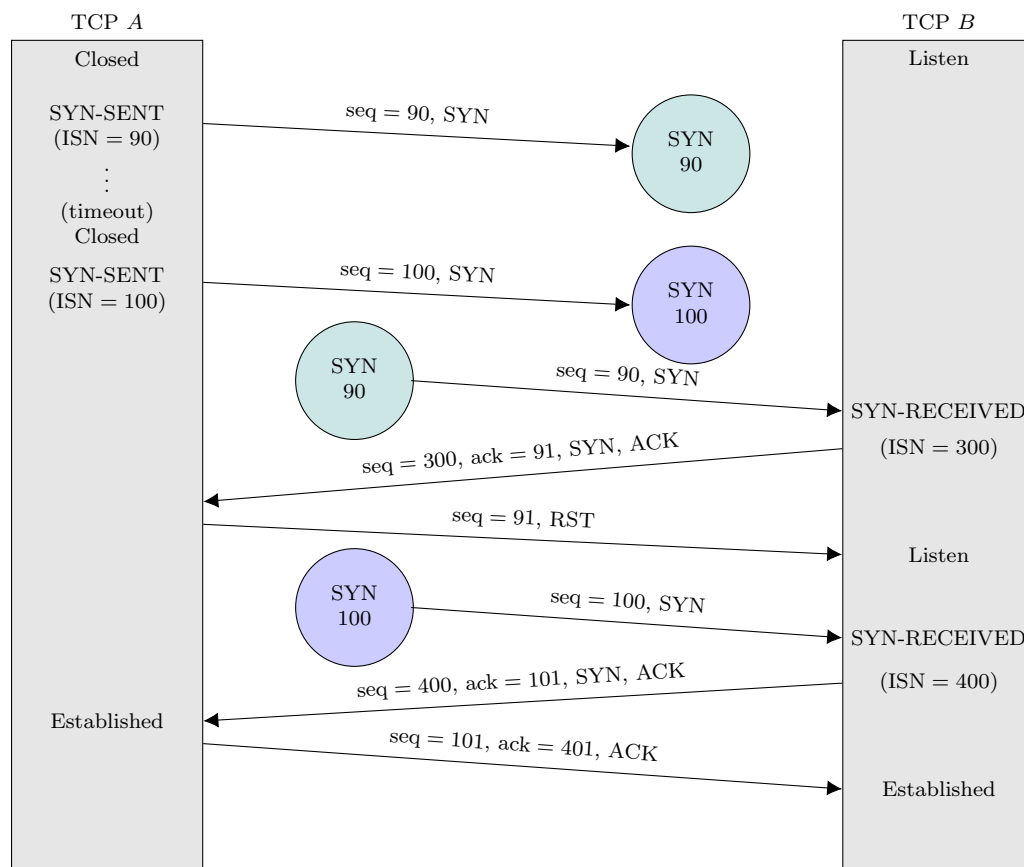 TCP A
TCP B
Closed
Listen
SYN-SENT
(ISN = 90)
seq = 90, SYN
SYN
90
⋮
(timeout)
Closed
SYN-SENT
(ISN = 100)
seq = 100, SYN
SYN
100
SYN
90
seq = 90, SYN
SYN-RECEIVED
(ISN = 300)
seq = 300, ack = 91, SYN, ACK
seq = 91, RST
Listen
SYN
100
seq = 100, SYN
SYN-RECEIVED
(ISN = 400)
seq = 400, ack = 101, SYN, ACK
Established
seq = 101, ack = 401, ACK
Established